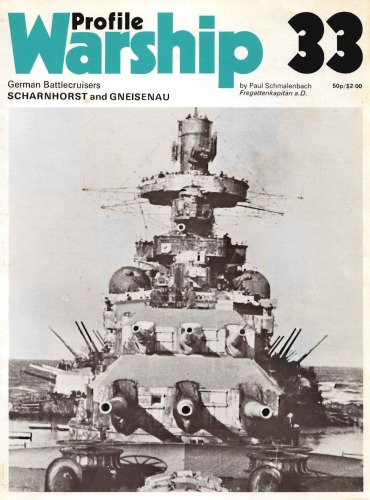 Profile
Warship 33
German Battlecruisers
SCHARNHORST and GNEISENAU
by Paul Schmalenbach
Fregattenkapitän a.D.
50p/$2·00